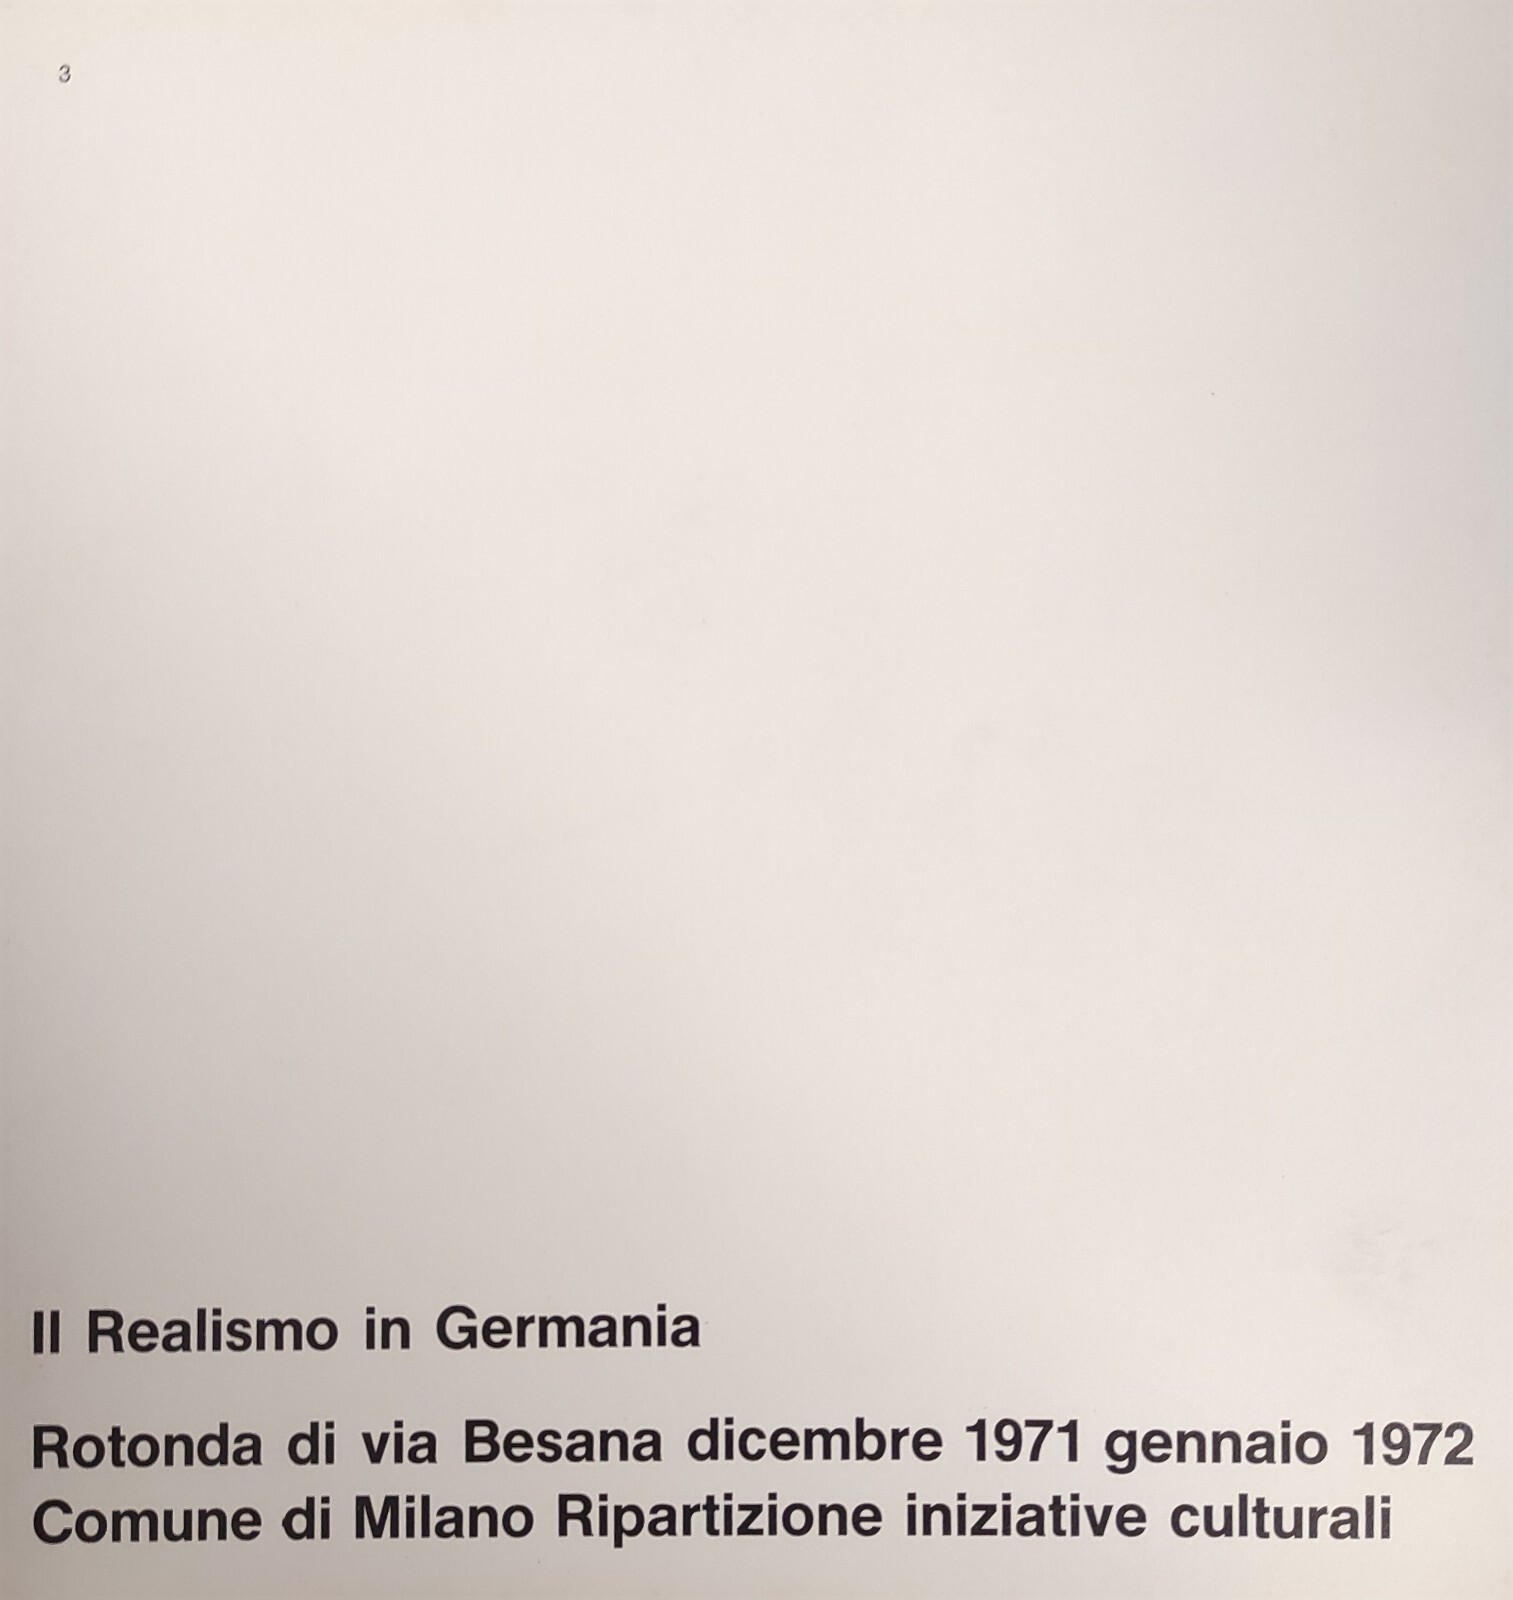 3
Il Realismo in Germania
Rotonda di via Besana dicembre 1971 gennaio 1972
Comune di Milano Ripartizione iniziative culturali